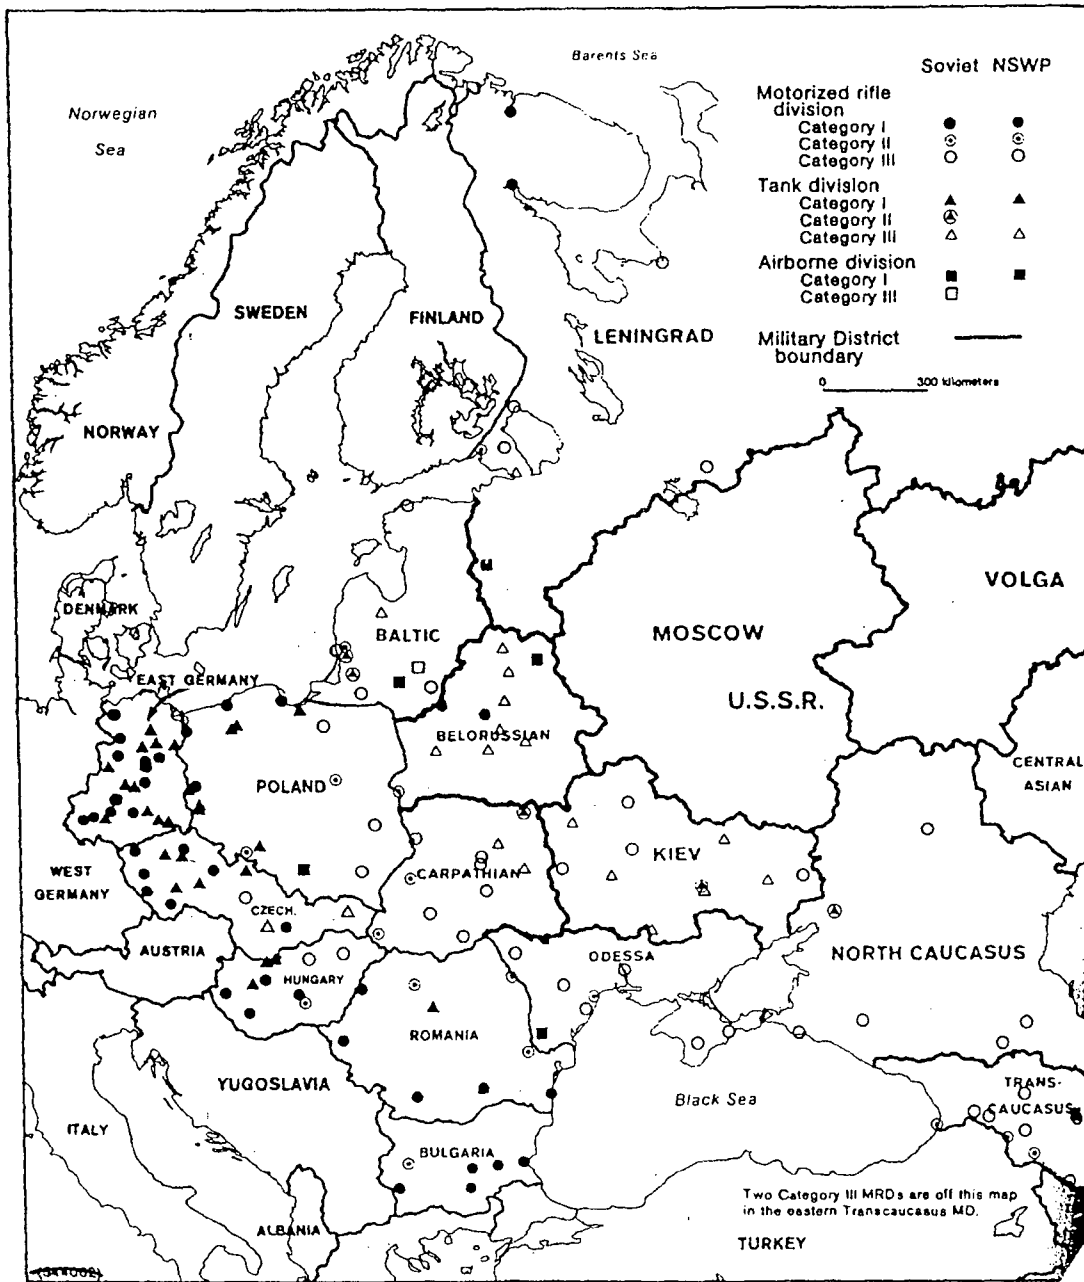 Barents Sea
Norwegian
Sea
Soviet NSWP
Motorized rifle
division
Category I
Category II
Category III
Tank division
Category I
Category II
Category III
Airborne division
Category I
Category III
Military District
boundary
0 300 kilometers
SWEDEN
FINLAND
LENINGRAD
NORWAY
DENMARK
BALTIC
MOSCOW
VOLGA
U.S.S.R.
EAST GERMANY
BELORUSSIAN
POLAND
CENTRAL
ASIAN
WEST
GERMANY
CARPATHIAN
KIEV
CZECH.
AUSTRIA
HUNGARY
ODESSA
NORTH CAUCASUS
ROMANIA
YUGOSLAVIA
Black Sea
TRANS-
CAUCASUS
ITALY
BULGARIA
ALBANIA
Two Category III MRDs are off this map
in the eastern Transcaucasus MD.
TURKEY